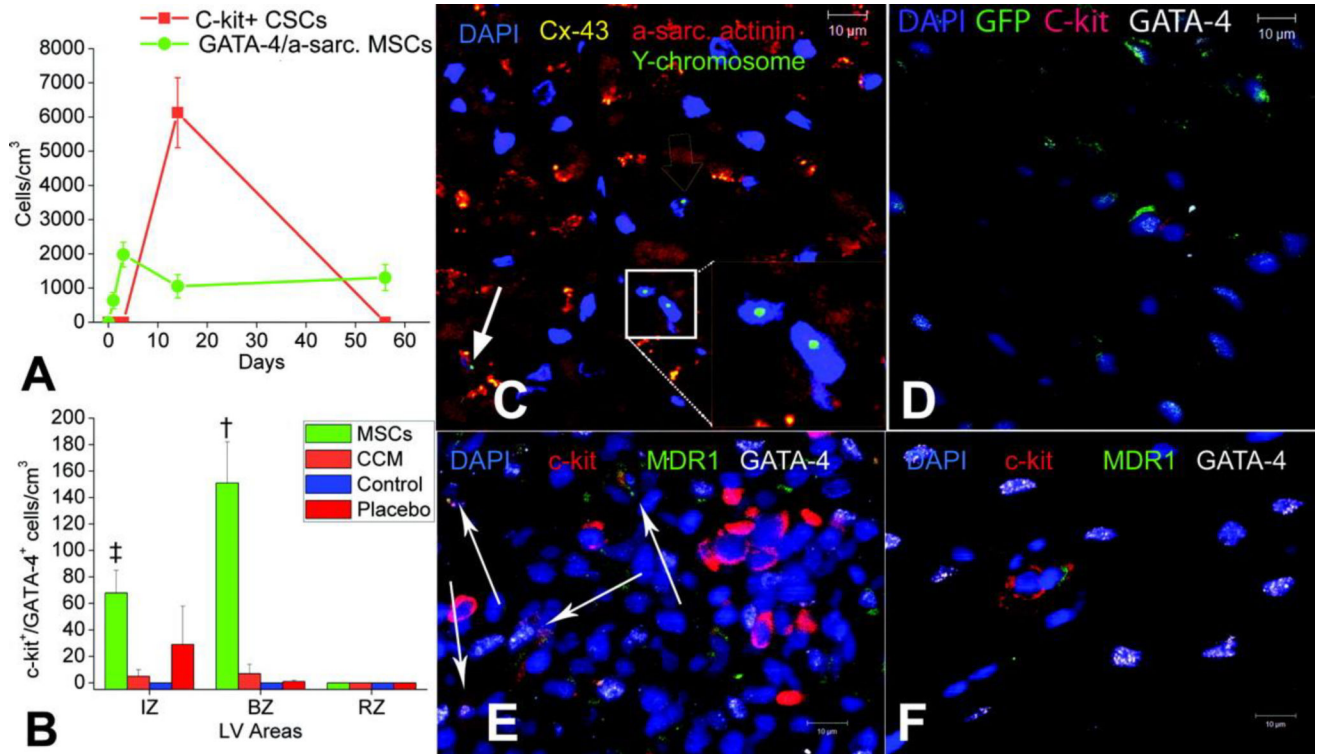 C-kit+ CSCs
GATA-4/a-sarc. MSCs
8000
7000
6000
5000
4000
3000
2000
1000
0
Cells/cm³
0 10 20 30 40 50 60
Days
A
200
180
160
140
120
100
80
60
40
20
0
c-kit⁺/GATA-4⁺ cells/cm³
‡
†
MSCs
CCM
Control
Placebo
IZ BZ RZ
LV Areas
B
DAPI Cx-43 a-sarc. actinin
Y-chromosome
10 µm
C
DAPI GFP C-kit GATA-4
10 µm
D
DAPI c-kit MDR1 GATA-4
10 µm
E
DAPI c-kit MDR1 GATA-4
10 µm
F